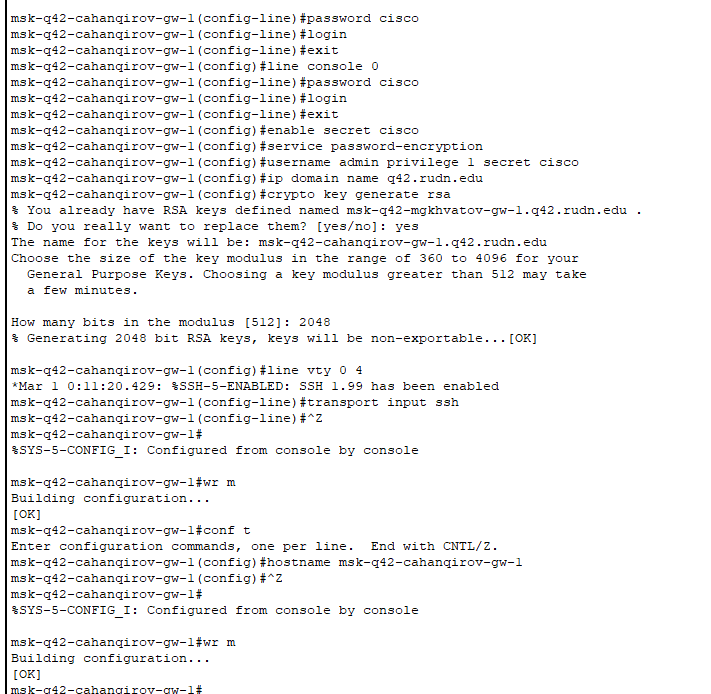 msk-q42-cahanqirov-gw-1(config-line)#password cisco
msk-q42-cahanqirov-gw-1(config-line)#login
msk-q42-cahanqirov-gw-1(config-line)#exit
msk-q42-cahanqirov-gw-1(config)#line console 0
msk-q42-cahanqirov-gw-1(config-line)#password cisco
msk-q42-cahanqirov-gw-1(config-line)#login
msk-q42-cahanqirov-gw-1(config-line)#exit
msk-q42-cahanqirov-gw-1(config)#enable secret cisco
msk-q42-cahanqirov-gw-1(config)#service password-encryption
msk-q42-cahanqirov-gw-1(config)#username admin privilege 1 secret cisco
msk-q42-cahanqirov-gw-1(config)#ip domain name q42.rudn.edu
msk-q42-cahanqirov-gw-1(config)#crypto key generate rsa
% You already have RSA keys defined named msk-q42-mgkhvatov-gw-1.q42.rudn.edu .
% Do you really want to replace them? [yes/no]: yes
The name for the keys will be: msk-q42-cahanqirov-gw-1.q42.rudn.edu
Choose the size of the key modulus in the range of 360 to 4096 for your
General Purpose Keys. Choosing a key modulus greater than 512 may take
a few minutes.
How many bits in the modulus [512]: 2048
% Generating 2048 bit RSA keys, keys will be non-exportable...[OK]
msk-q42-cahanqirov-gw-1(config)#line vty 0 4
*Mar 1 0:11:20.429: %SSH-5-ENABLED: SSH 1.99 has been enabled
msk-q42-cahanqirov-gw-1(config-line)#transport input ssh
msk-q42-cahanqirov-gw-1(config-line)#^Z
msk-q42-cahanqirov-gw-1#
%SYS-5-CONFIG_I: Configured from console by console
msk-q42-cahanqirov-gw-1#wr m
Building configuration...
[OK]
msk-q42-cahanqirov-gw-1#conf t
Enter configuration commands, one per line.  End with CNTL/Z.
msk-q42-cahanqirov-gw-1(config)#hostname msk-q42-cahanqirov-gw-1
msk-q42-cahanqirov-gw-1(config)#^Z
msk-q42-cahanqirov-gw-1#
%SYS-5-CONFIG_I: Configured from console by console
msk-q42-cahanqirov-gw-1#wr m
Building configuration...
[OK]
msk-q42-cahanqirov-gw-1#